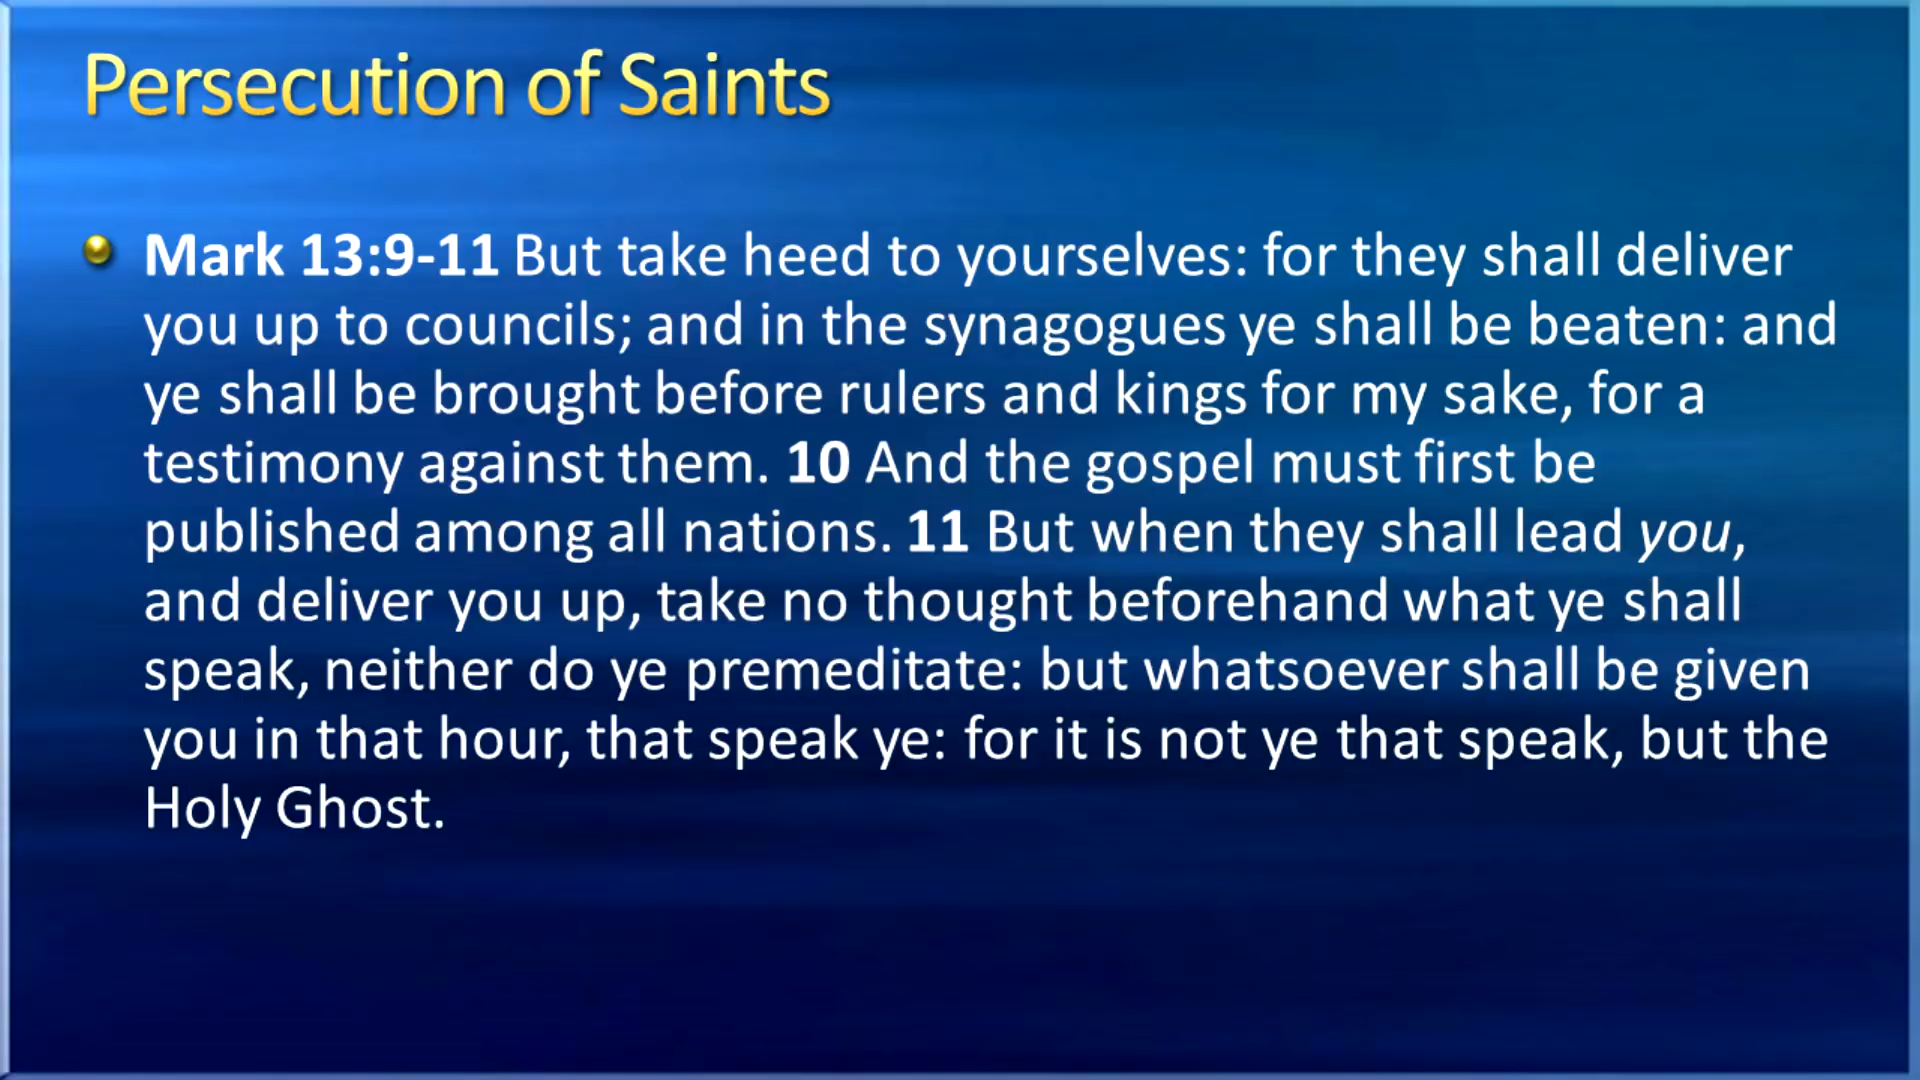 Persecution of Saints
Mark 13:9-11 But take heed to yourselves: for they shall deliver
you up to councils; and in the synagogues ye shall be beaten: and
ye shall be brought before rulers and kings for my sake, for a
testimony against them. 10 And the gospel must first be
published among all nations. 11 But when they shall lead you,
and deliver you up, take no thought beforehand what ye shall
speak, neither do ye premeditate: but whatsoever shall be given
you in that hour, that speak ye: for it is not ye that speak, but the
Holy Ghost.